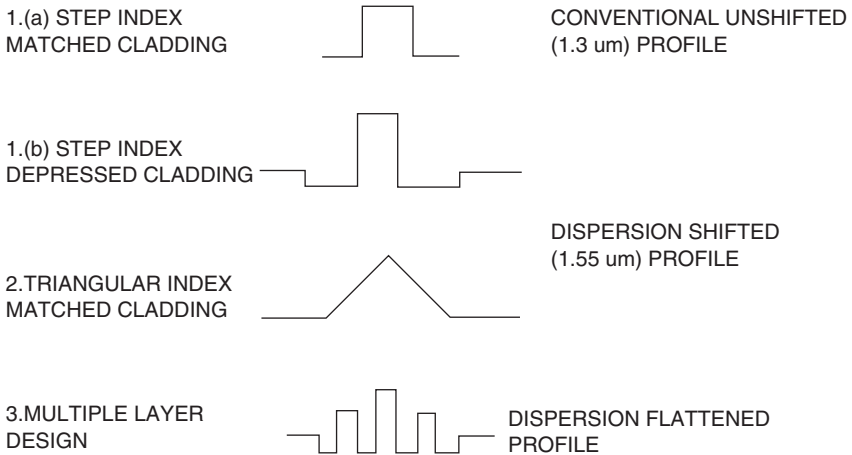 1.(a) STEP INDEX
MATCHED CLADDING
CONVENTIONAL UNSHIFTED
(1.3 um) PROFILE
1.(b) STEP INDEX
DEPRESSED CLADDING
DISPERSION SHIFTED
(1.55 um) PROFILE
2.TRIANGULAR INDEX
MATCHED CLADDING
3.MULTIPLE LAYER
DESIGN
DISPERSION FLATTENED
PROFILE